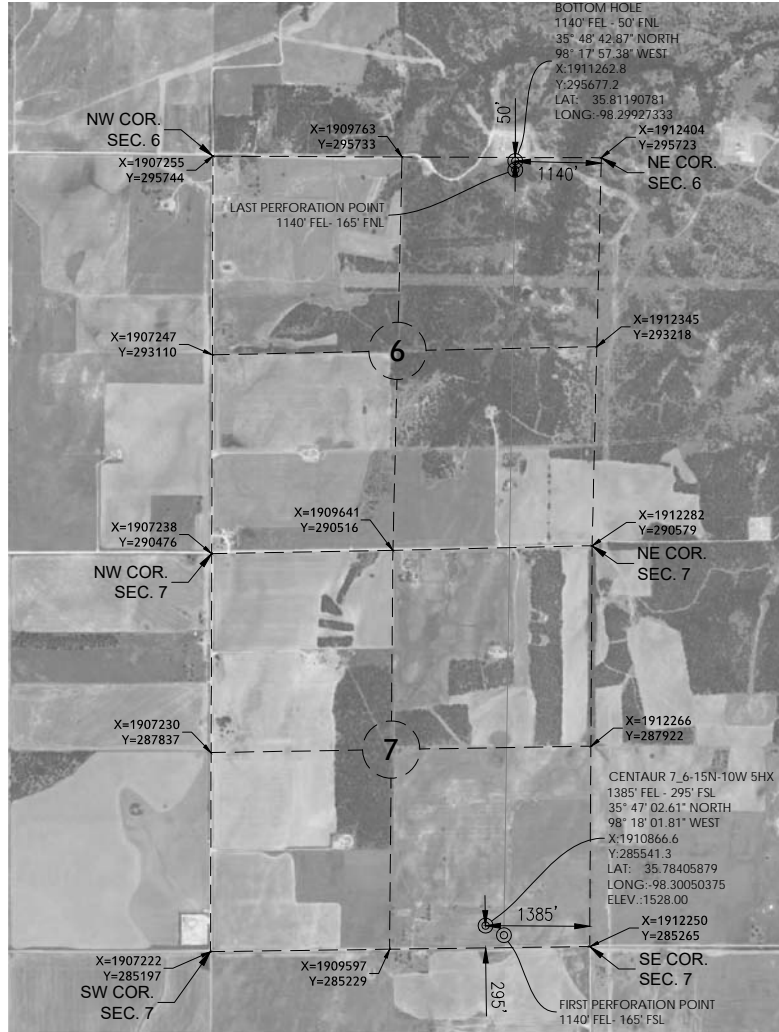 BOTTOM HOLE
1140' FEL - 50' FNL
35° 48' 42.87" NORTH
98° 17' 57.38" WEST
X:1911262.8
Y:295677.2
LAT: 35.81190781
LONG:-98.29927333
50'
NW COR.
SEC. 6
X=1907255
Y=295744
X=1909763
Y=295733
X=1912404
Y=295723
NE COR.
SEC. 6
1140'
LAST PERFORATION POINT
1140' FEL- 165' FNL
X=1907247
Y=293110
6
X=1912345
Y=293218
X=1907238
Y=290476
X=1909641
Y=290516
X=1912282
Y=290579
NW COR.
SEC. 7
NE COR.
SEC. 7
X=1907230
Y=287837
7
X=1912266
Y=287922
CENTAUR 7_6-15N-10W 5HX
1385' FEL - 295' FSL
35° 47' 02.61" NORTH
98° 18' 01.81" WEST
X:1910866.6
Y:285541.3
LAT: 35.78405879
LONG:-98.30050375
ELEV.:1528.00
1385'
X=1912250
Y=285265
X=1907222
Y=285197
X=1909597
Y=285229
SW COR.
SEC. 7
SE COR.
SEC. 7
295'
FIRST PERFORATION POINT
1140' FEL- 165' FSL